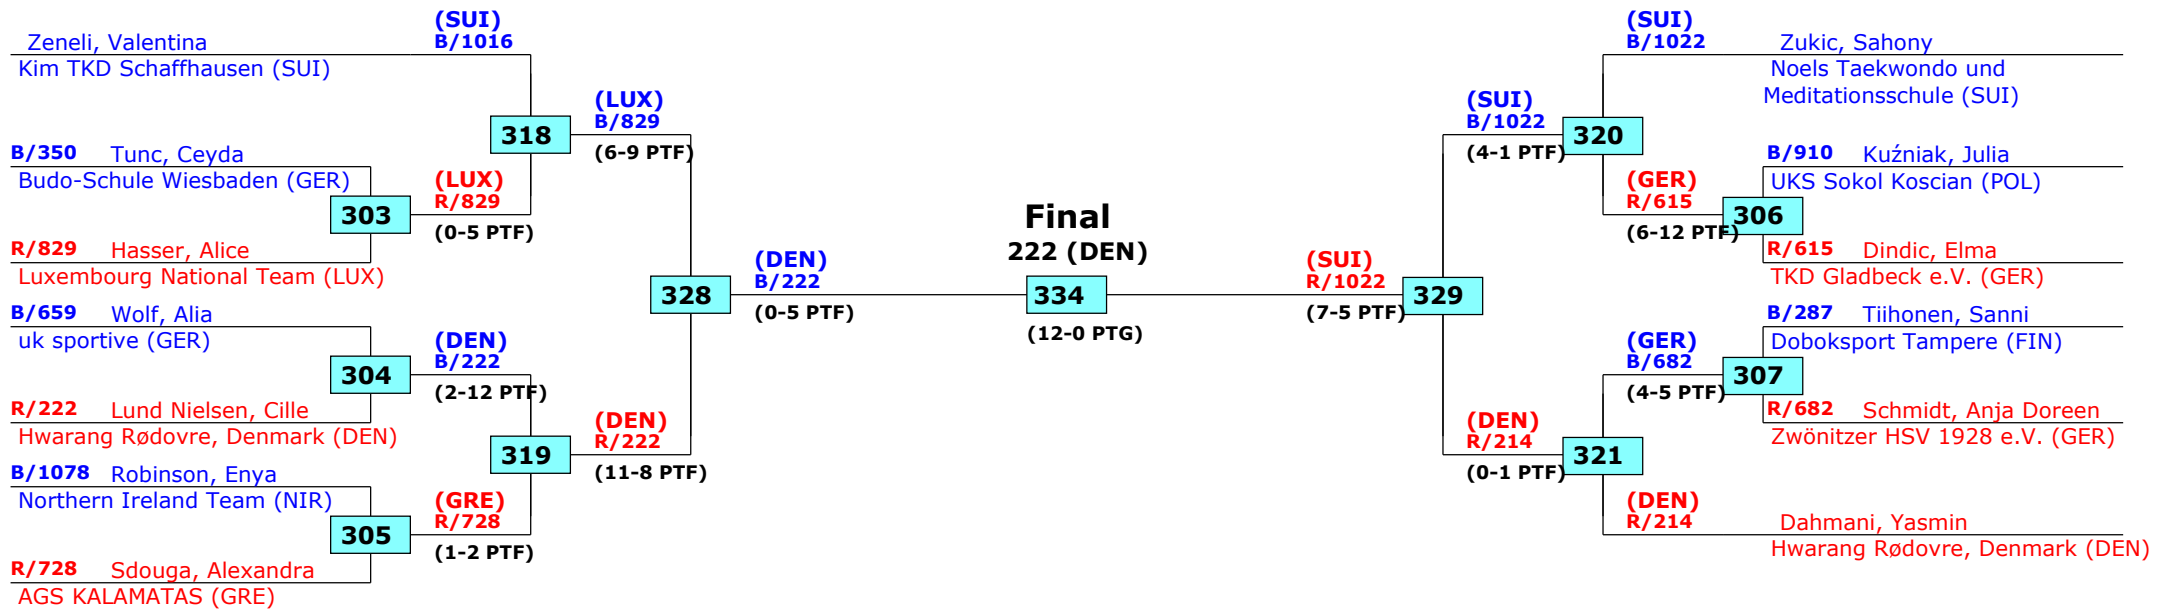 (SUI)
B/1016
Zeneli, Valentina
Kim TKD Schaffhausen (SUI)
318
(LUX)
B/829
(6-9 PTF)
B/350 Tunc, Ceyda
Budo-Schule Wiesbaden (GER)
303
(LUX)
R/829
(0-5 PTF)
R/829 Hasser, Alice
Luxembourg National Team (LUX)
328
(DEN)
B/222
(0-5 PTF)
B/659 Wolf, Alia
uk sportive (GER)
304
(DEN)
B/222
(2-12 PTF)
R/222 Lund Nielsen, Cille
Hwarang Rødovre, Denmark (DEN)
319
(DEN)
R/222
(11-8 PTF)
B/1078 Robinson, Enya
Northern Ireland Team (NIR)
305
(GRE)
R/728
(1-2 PTF)
R/728 Sdouga, Alexandra
AGS KALAMATAS (GRE)
Final
222 (DEN)
334
(12-0 PTG)
(SUI)
R/1022
(7-5 PTF)
329
(SUI)
B/1022
(4-1 PTF)
320
(SUI)
B/1022
Zukic, Sahony
Noels Taekwondo und
Meditationsschule (SUI)
(GER)
R/615
(6-12 PTF)
306
B/910 Kuźniak, Julia
UKS Sokol Koscian (POL)
R/615 Dindic, Elma
TKD Gladbeck e.V. (GER)
(DEN)
R/214
(0-1 PTF)
321
(GER)
B/682
(4-5 PTF)
307
B/287 Tiihonen, Sanni
Doboksport Tampere (FIN)
R/682 Schmidt, Anja Doreen
Zwönitzer HSV 1928 e.V. (GER)
(DEN)
R/214
Dahmani, Yasmin
Hwarang Rødovre, Denmark (DEN)